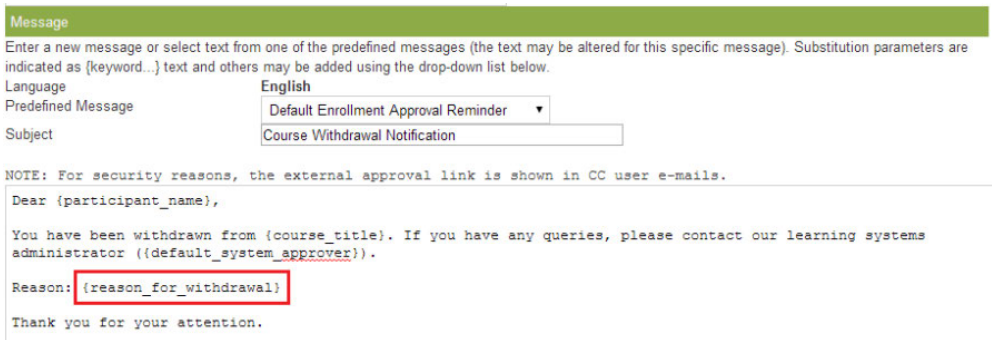 Message
Enter a new message or select text from one of the predefined messages (the text may be altered for this specific message). Substitution parameters are
indicated as {keyword...} text and others may be added using the drop-down list below.
Language English
Predefined Message Default Enrollment Approval Reminder
Subject Course Withdrawal Notification
NOTE: For security reasons, the external approval link is shown in CC user e-mails.
Dear {participant_name},
You have been withdrawn from {course_title}. If you have any queries, please contact our learning systems
administrator ({default_system_approver}).
Reason: {reason_for_withdrawal}
Thank you for your attention.